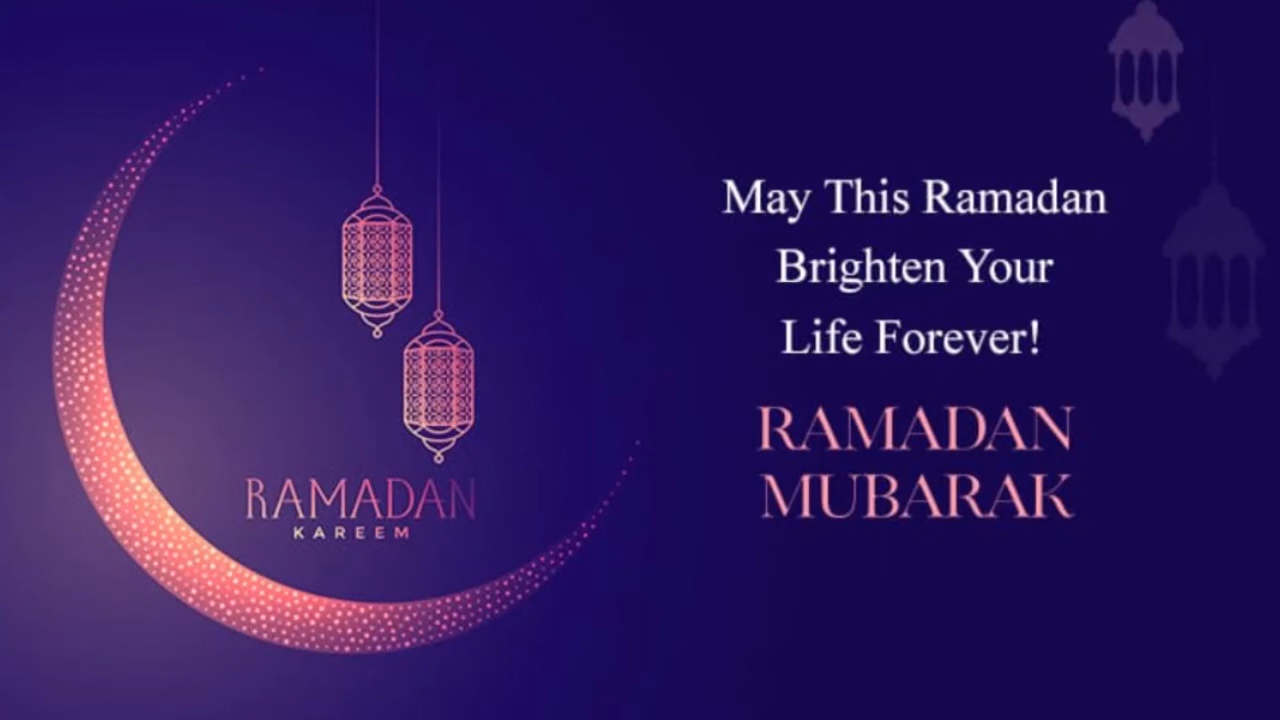 RAMADAN
KAREEM
May This Ramadan
Brighten Your
Life Forever!
RAMADAN
MUBARAK